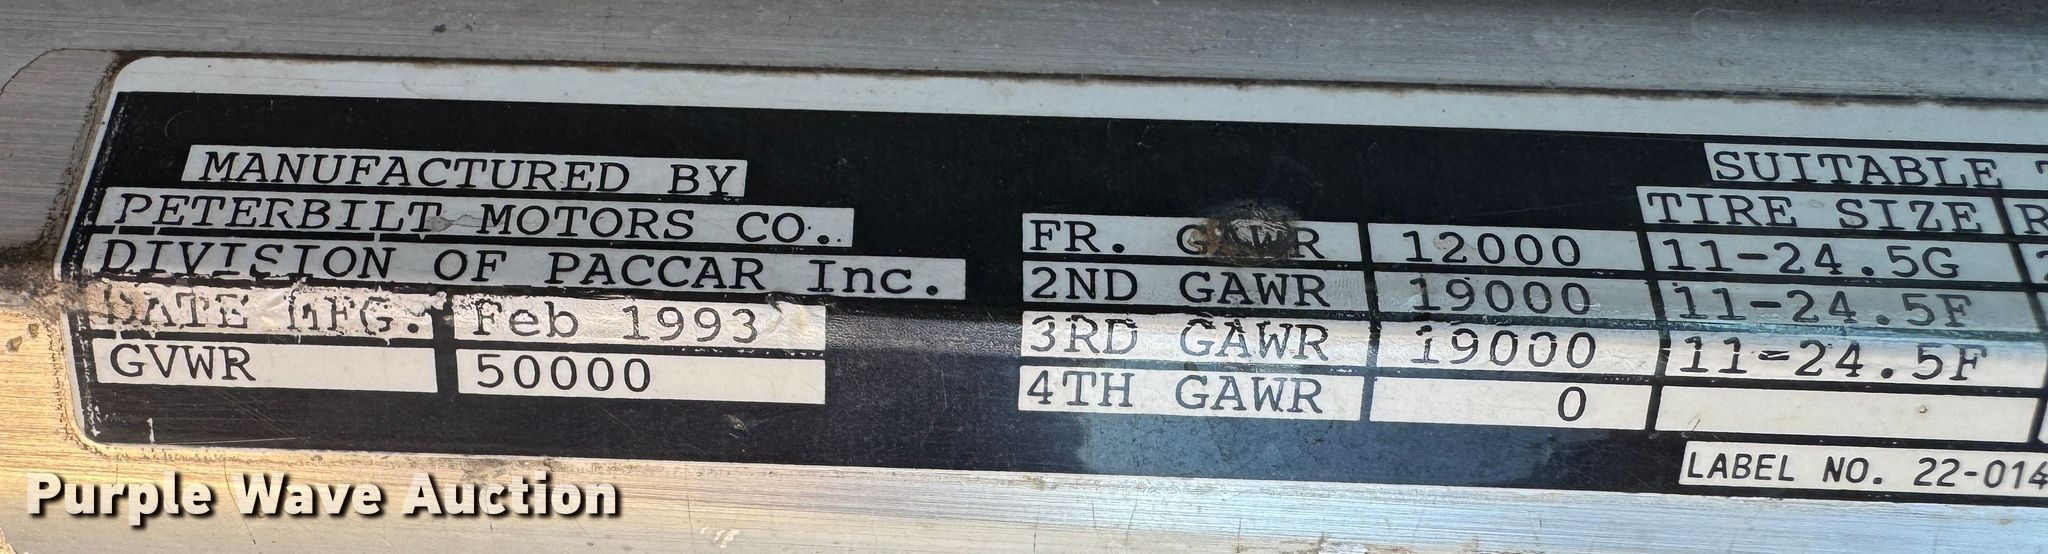 MANUFACTURED BY
PETERBILT MOTORS CO.
DIVISION OF PACCAR Inc.
DATE MFG. Feb 1993
GVWR 50000
SUITABLE
TIRE SIZE
FR. GAWR 12000 11-24.5G
2ND GAWR 19000 11-24.5F
3RD GAWR 19000 11-24.5F
4TH GAWR 0
LABEL NO. 22-014
Purple Wave Auction